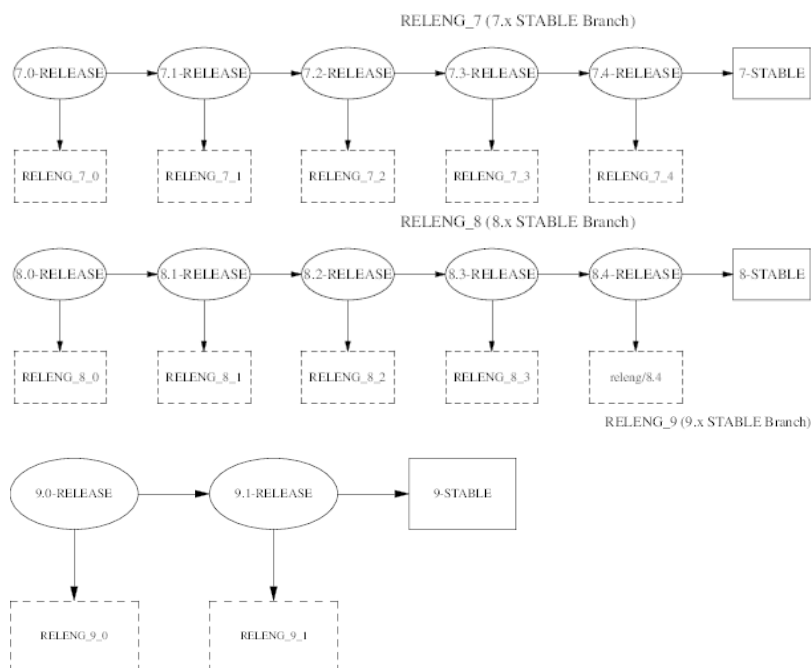 RELENG_7 (7.x STABLE Branch)
7.0-RELEASE 7.1-RELEASE 7.2-RELEASE 7.3-RELEASE 7.4-RELEASE 7-STABLE
RELENG_7_0 RELENG_7_1 RELENG_7_2 RELENG_7_3 RELENG_7_4
RELENG_8 (8.x STABLE Branch)
8.0-RELEASE 8.1-RELEASE 8.2-RELEASE 8.3-RELEASE 8.4-RELEASE 8-STABLE
RELENG_8_0 RELENG_8_1 RELENG_8_2 RELENG_8_3 releng/8.4
RELENG_9 (9.x STABLE Branch)
9.0-RELEASE 9.1-RELEASE 9-STABLE
RELENG_9_0 RELENG_9_1